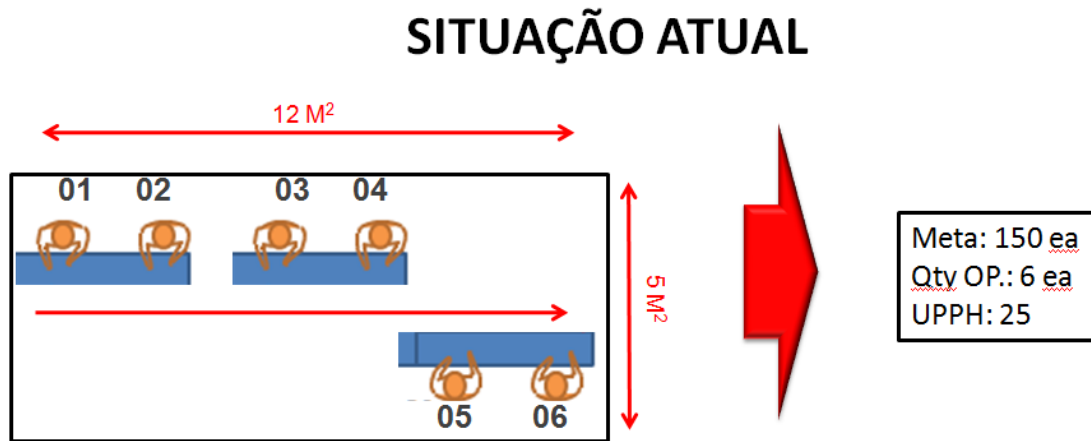 SITUAÇÃO ATUAL
12 M²
01 02 03 04
5 M²
05 06
Meta: 150 ea
Qty OP.: 6 ea
UPPH: 25